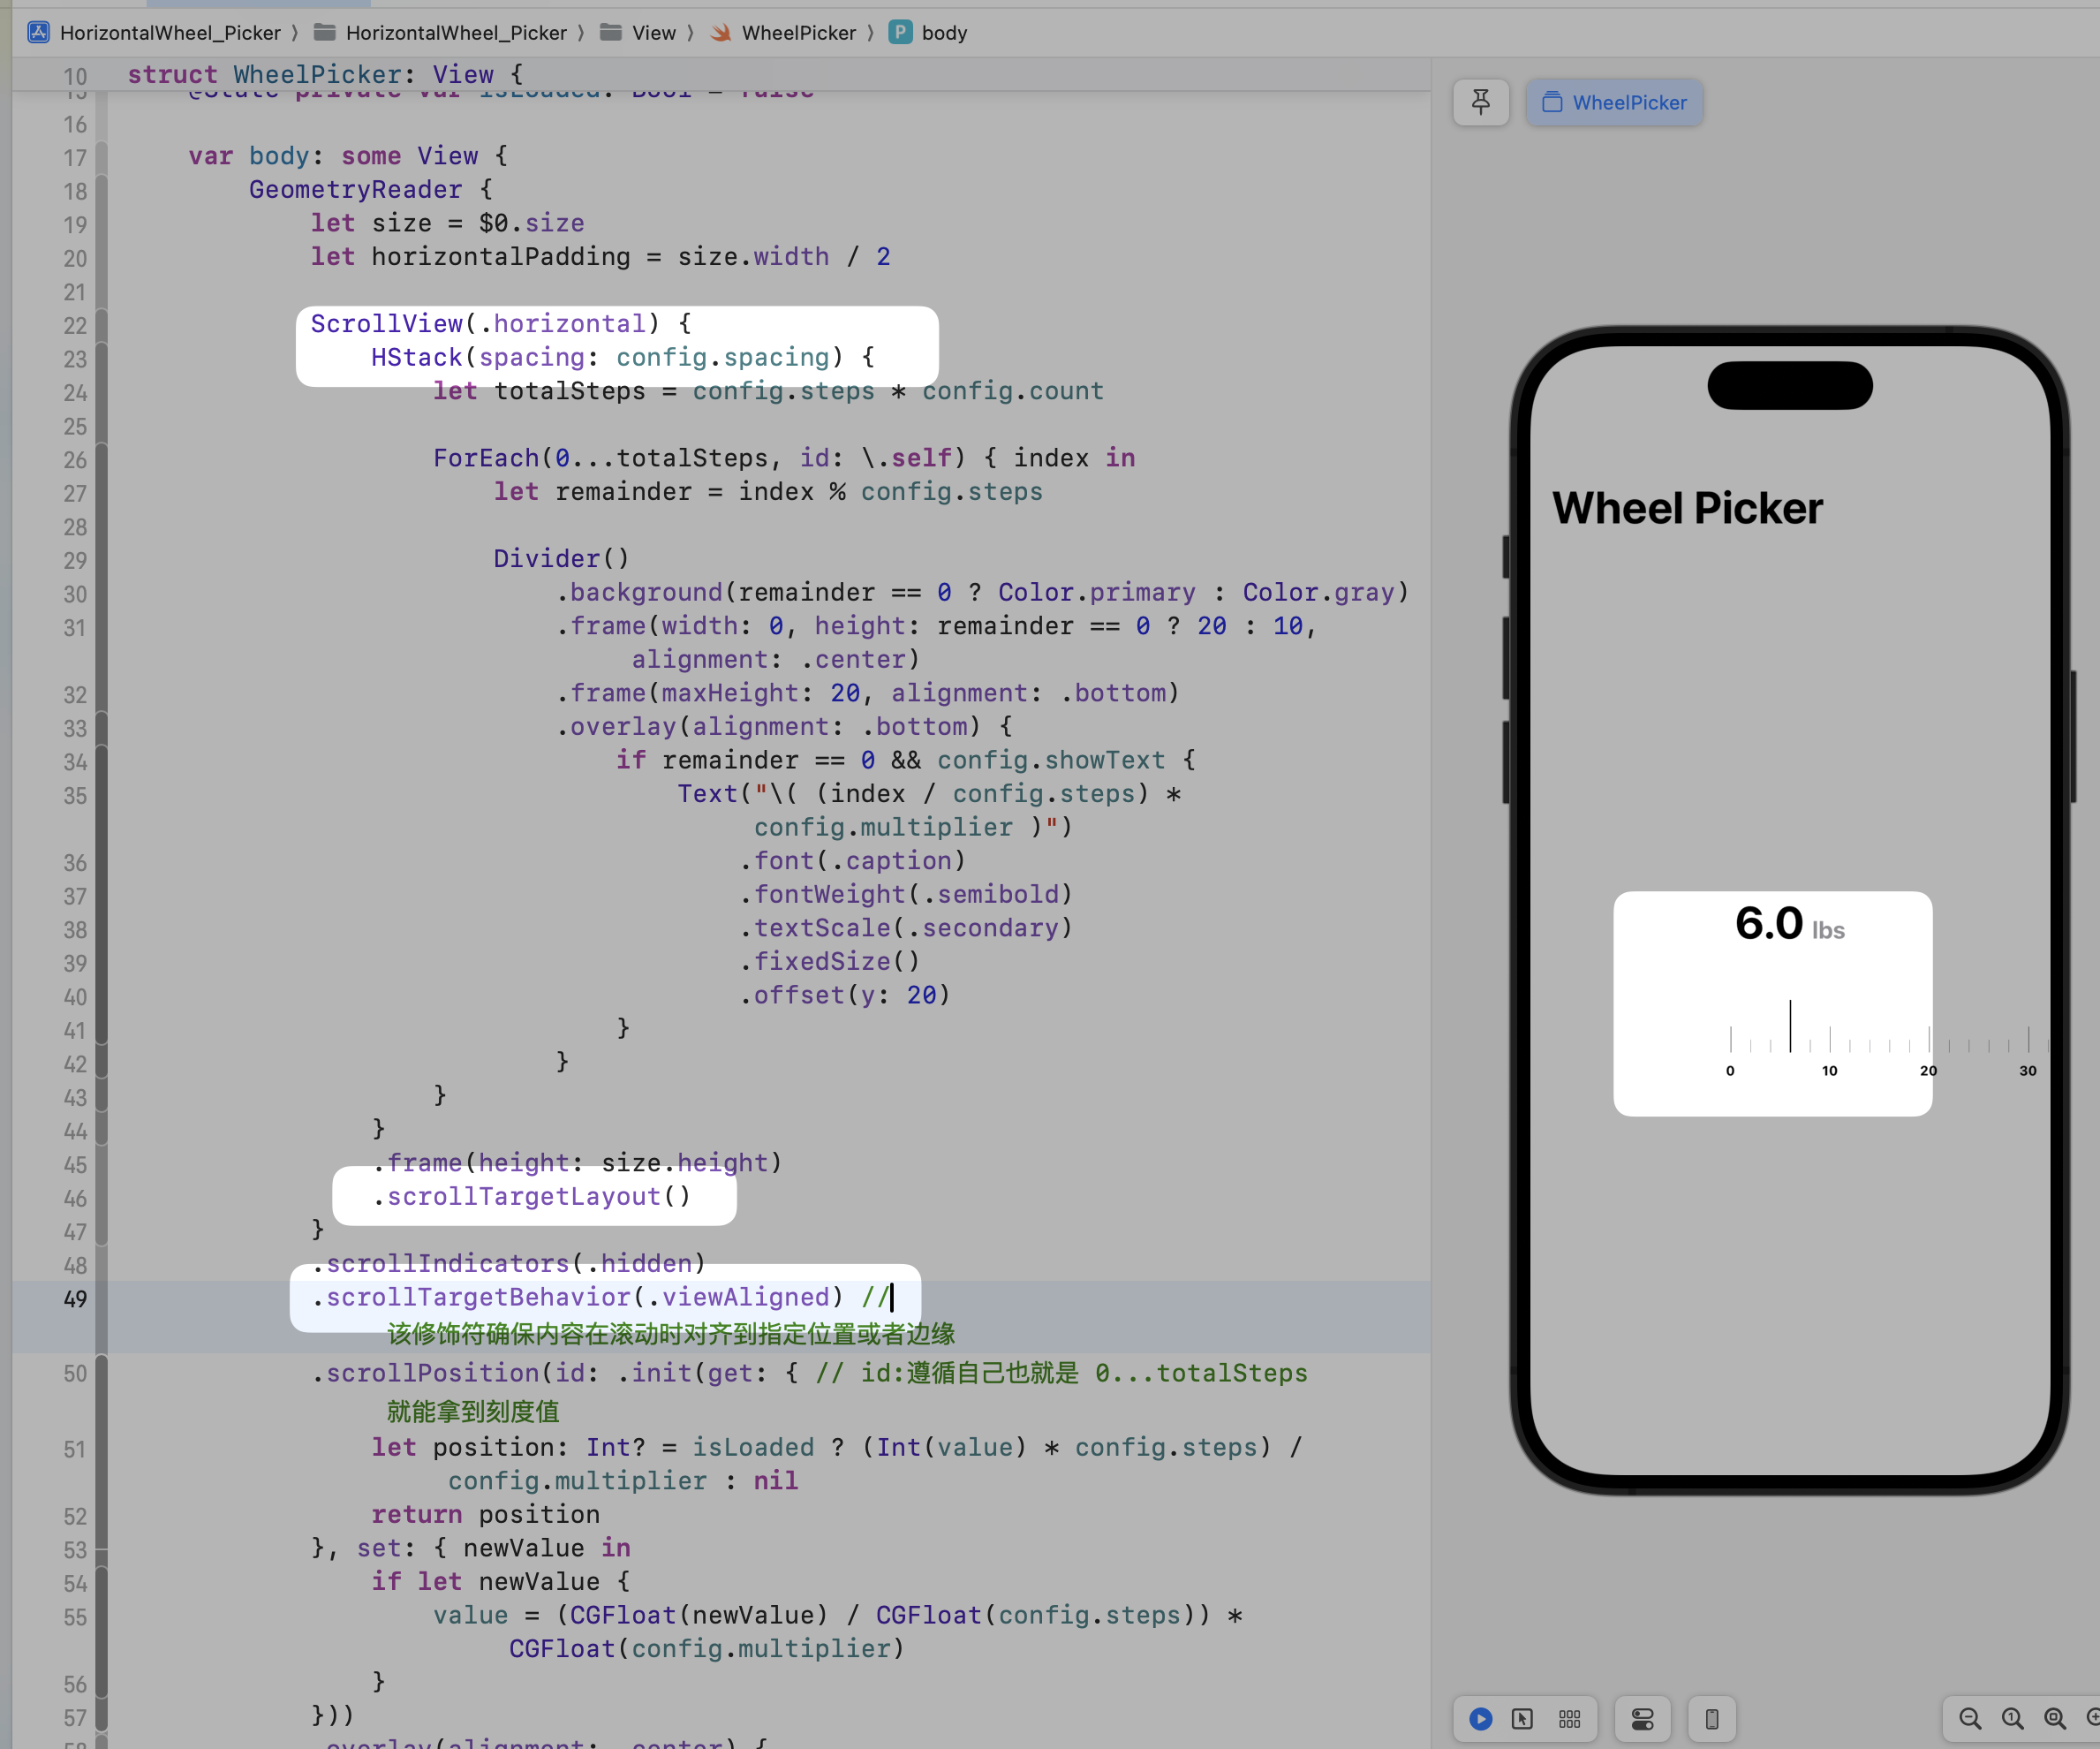 HorizontalWheel_Picker 〉 HorizontalWheel_Picker 〉 View 〉 WheelPicker 〉 P body
10 struct WheelPicker: View {
15 @State private var isLoaded: Bool = false
16
17 var body: some View {
18 GeometryReader {
19 let size = $0.size
20 let horizontalPadding = size.width / 2
21
22 ScrollView(.horizontal) {
23 HStack(spacing: config.spacing) {
24 let totalSteps = config.steps * config.count
25
26 ForEach(0...totalSteps, id: \.self) { index in
27 let remainder = index % config.steps
28
29 Divider()
30 .background(remainder == 0 ? Color.primary : Color.gray)
31 .frame(width: 0, height: remainder == 0 ? 20 : 10,
alignment: .center)
32 .frame(maxHeight: 20, alignment: .bottom)
33 .overlay(alignment: .bottom) {
34 if remainder == 0 && config.showText {
35 Text("\( (index / config.steps) *
config.multiplier )")
36 .font(.caption)
37 .fontWeight(.semibold)
38 .textScale(.secondary)
39 .fixedSize()
40 .offset(y: 20)
41 }
42 }
43 }
44 }
45 .frame(height: size.height)
46 .scrollTargetLayout()
47 }
48 .scrollIndicators(.hidden)
49 .scrollTargetBehavior(.viewAligned) //
该修饰符确保内容在滚动时对齐到指定位置或者边缘
50 .scrollPosition(id: .init(get: { // id:遵循自己也就是 0...totalSteps
就能拿到刻度值
51 let position: Int? = isLoaded ? (Int(value) * config.steps) /
config.multiplier : nil
52 return position
53 }, set: { newValue in
54 if let newValue {
55 value = (CGFloat(newValue) / CGFloat(config.steps)) *
CGFloat(config.multiplier)
56 }
57 }))
58 .overlay(alignment: .center) {
WheelPicker
Wheel Picker
6.0 lbs
0 10 20 30